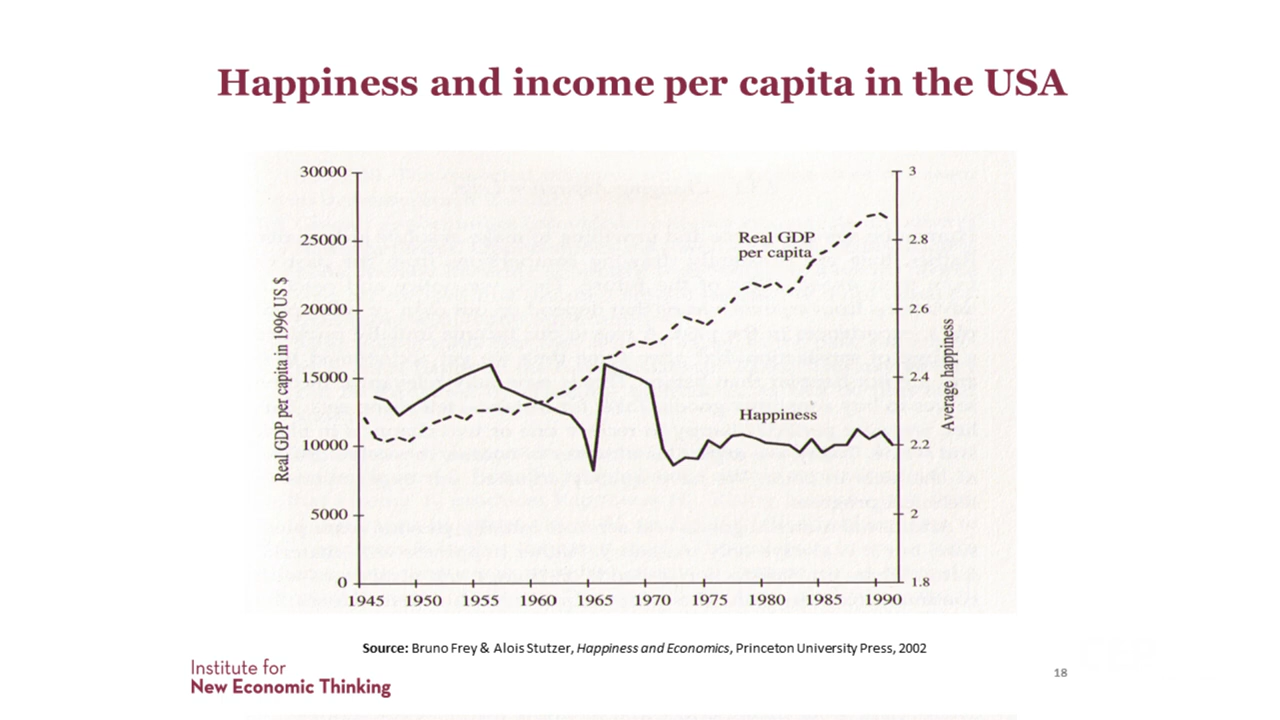 Happiness and income per capita in the USA
30000
25000
20000
15000
10000
5000
0
Real GDP per capita in 1996 US $
3
2.8
2.6
2.4
2.2
2
1.8
Average happiness
Real GDP
per capita
Happiness
1945 1950 1955 1960 1965 1970 1975 1980 1985 1990
Source: Bruno Frey & Alois Stutzer, Happiness and Economics, Princeton University Press, 2002
Institute for
New Economic Thinking
18